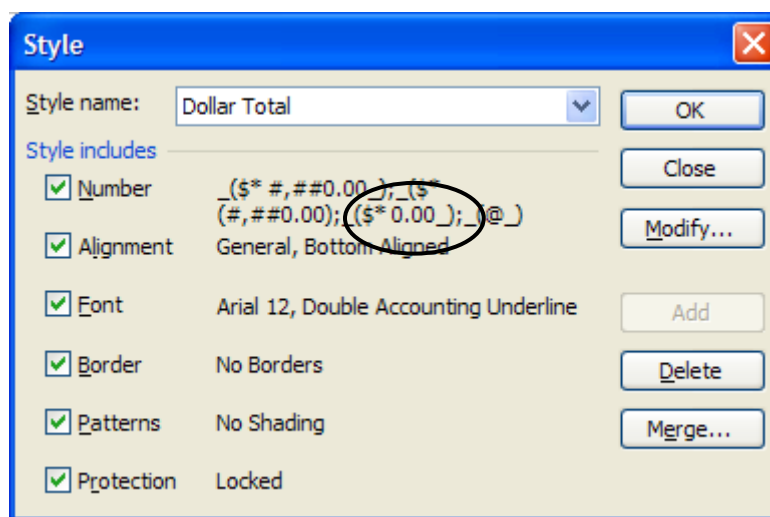 Style
Style name: Dollar Total OK
Style includes Close
Number _($* #,##0.00_);_($*
(#,##0.00);_($* 0.00_);_(@_) Modify...
Alignment General, Bottom Aligned
Font Arial 12, Double Accounting Underline Add
Border No Borders Delete
Patterns No Shading Merge...
Protection Locked